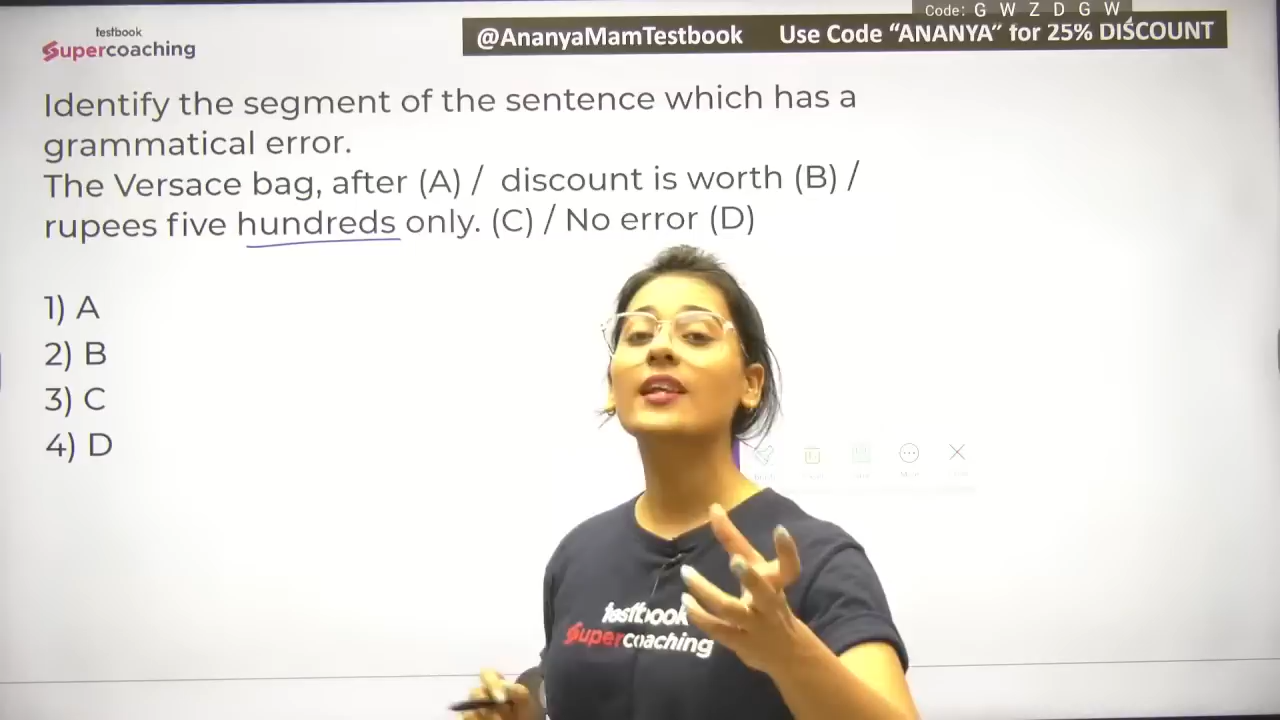 Code: G W Z D G W
testbook
Supercoaching
@AnanyaMamTestbook Use Code “ANANYA” for 25% DISCOUNT
Identify the segment of the sentence which has a
grammatical error.
The Versace bag, after (A) / discount is worth (B) /
rupees five hundreds only. (C) / No error (D)
1) A
2) B
3) C
4) D
testbook
Supercoaching